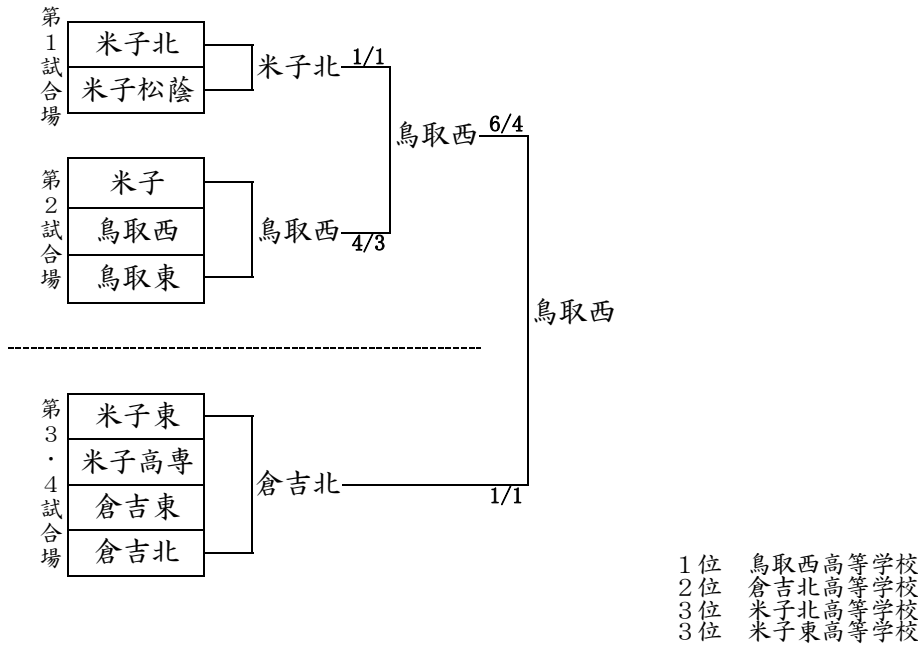 第1試合場
米子北
米子松蔭
米子北
1/1
鳥取西
6/4
第2試合場
米子
鳥取西
鳥取東
鳥取西
4/3
鳥取西
第3・4試合場
米子東
米子高専
倉吉東
倉吉北
倉吉北
1/1
1位 鳥取西高等学校
2位 倉吉北高等学校
3位 米子北高等学校
3位 米子東高等学校